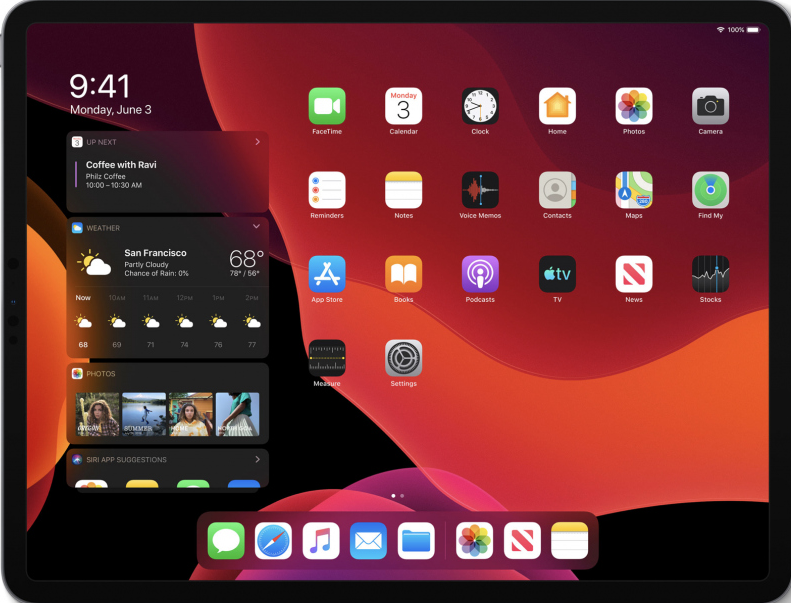 100%
9:41
Monday, June 3
3
UP NEXT
Coffee with Ravi
Philz Coffee
10:00 – 10:30 AM
WEATHER
San Francisco
Partly Cloudy
Chance of Rain: 0%
68°
78° / 56°
Now 10AM 11AM 12PM 1PM 2PM
68 69 71 74 76 77
PHOTOS
OREGON SUMMER HOME
SIRI APP SUGGESTIONS
Monday
3
FaceTime Calendar Clock Home Photos Camera
Reminders Notes Voice Memos Contacts Maps Find My
tv
App Store Books Podcasts TV News Stocks
Measure Settings